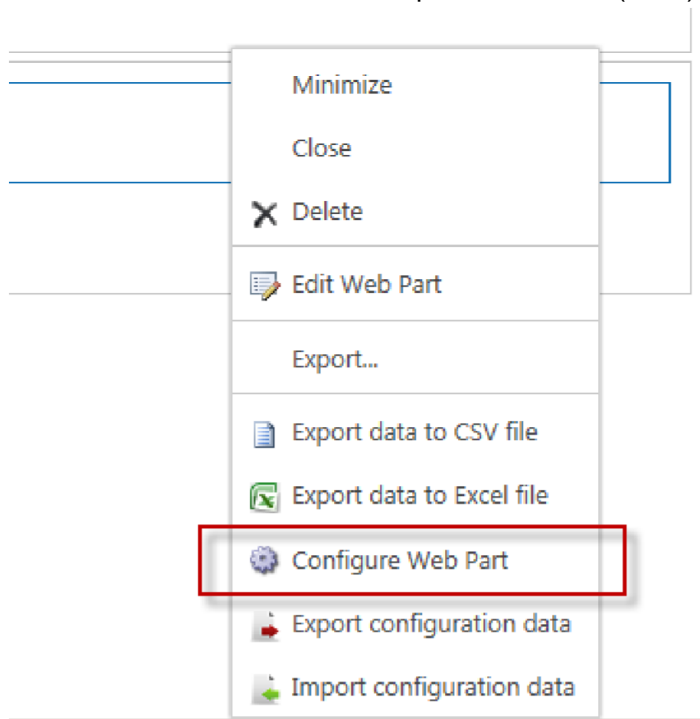 Minimize
Close
Delete
Edit Web Part
Export...
Export data to CSV file
Export data to Excel file
Configure Web Part
Export configuration data
Import configuration data